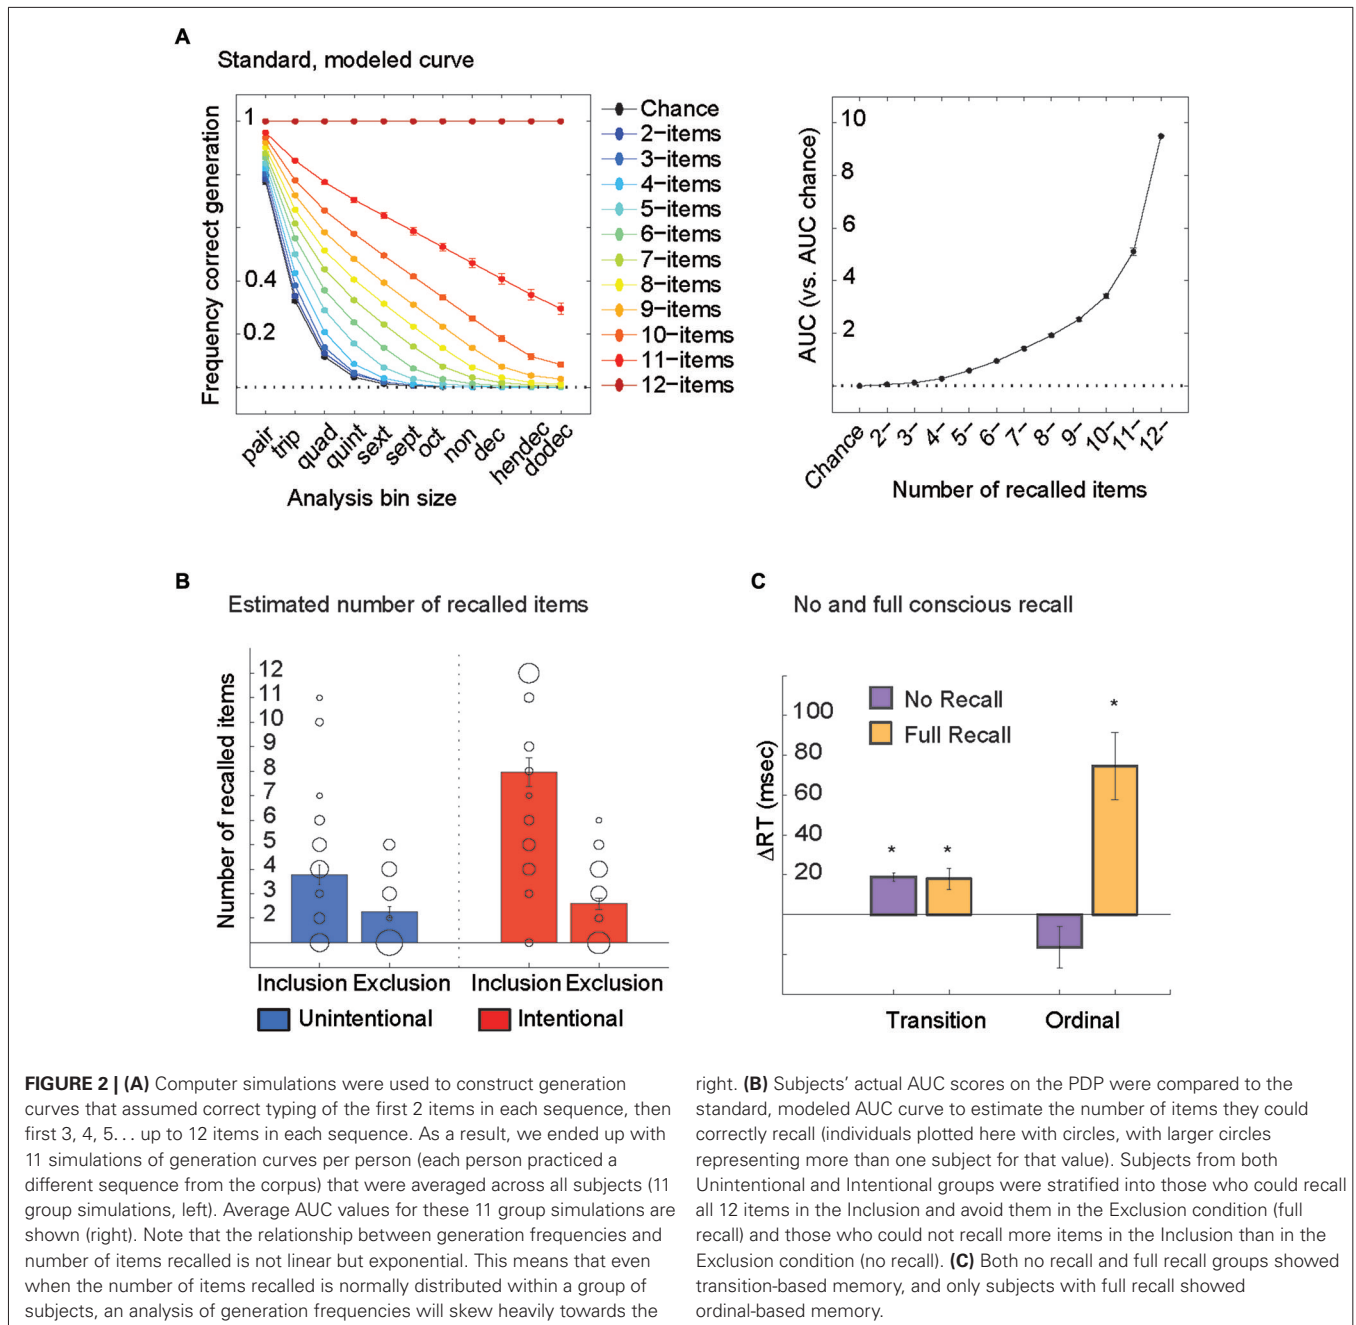 A
Standard, modeled curve
Frequency correct generation
1
0.4
0.2
pair
trip
quad
quint
sext
sept
oct
non
dec
hendec
dodec
Analysis bin size
Chance
2-items
3-items
4-items
5-items
6-items
7-items
8-items
9-items
10-items
11-items
12-items
AUC (vs. AUC chance)
10
8
6
4
2
Chance
2-
3-
4-
5-
6-
7-
8-
9-
10-
11-
12-
Number of recalled items
B
Estimated number of recalled items
Number of recalled items
12
11
10
9
8
7
6
5
4
3
2
Inclusion Exclusion
Inclusion Exclusion
Unintentional
Intentional
C
No and full conscious recall
ΔRT (msec)
100
80
60
40
20
No Recall
Full Recall
*
*
*
Transition
Ordinal
FIGURE 2 | (A) Computer simulations were used to construct generation
curves that assumed correct typing of the first 2 items in each sequence, then
first 3, 4, 5... up to 12 items in each sequence. As a result, we ended up with
11 simulations of generation curves per person (each person practiced a
different sequence from the corpus) that were averaged across all subjects (11
group simulations, left). Average AUC values for these 11 group simulations are
shown (right). Note that the relationship between generation frequencies and
number of items recalled is not linear but exponential. This means that even
when the number of items recalled is normally distributed within a group of
subjects, an analysis of generation frequencies will skew heavily towards the
right. (B) Subjects' actual AUC scores on the PDP were compared to the
standard, modeled AUC curve to estimate the number of items they could
correctly recall (individuals plotted here with circles, with larger circles
representing more than one subject for that value). Subjects from both
Unintentional and Intentional groups were stratified into those who could recall
all 12 items in the Inclusion and avoid them in the Exclusion condition (full
recall) and those who could not recall more items in the Inclusion than in the
Exclusion condition (no recall). (C) Both no recall and full recall groups showed
transition-based memory, and only subjects with full recall showed
ordinal-based memory.